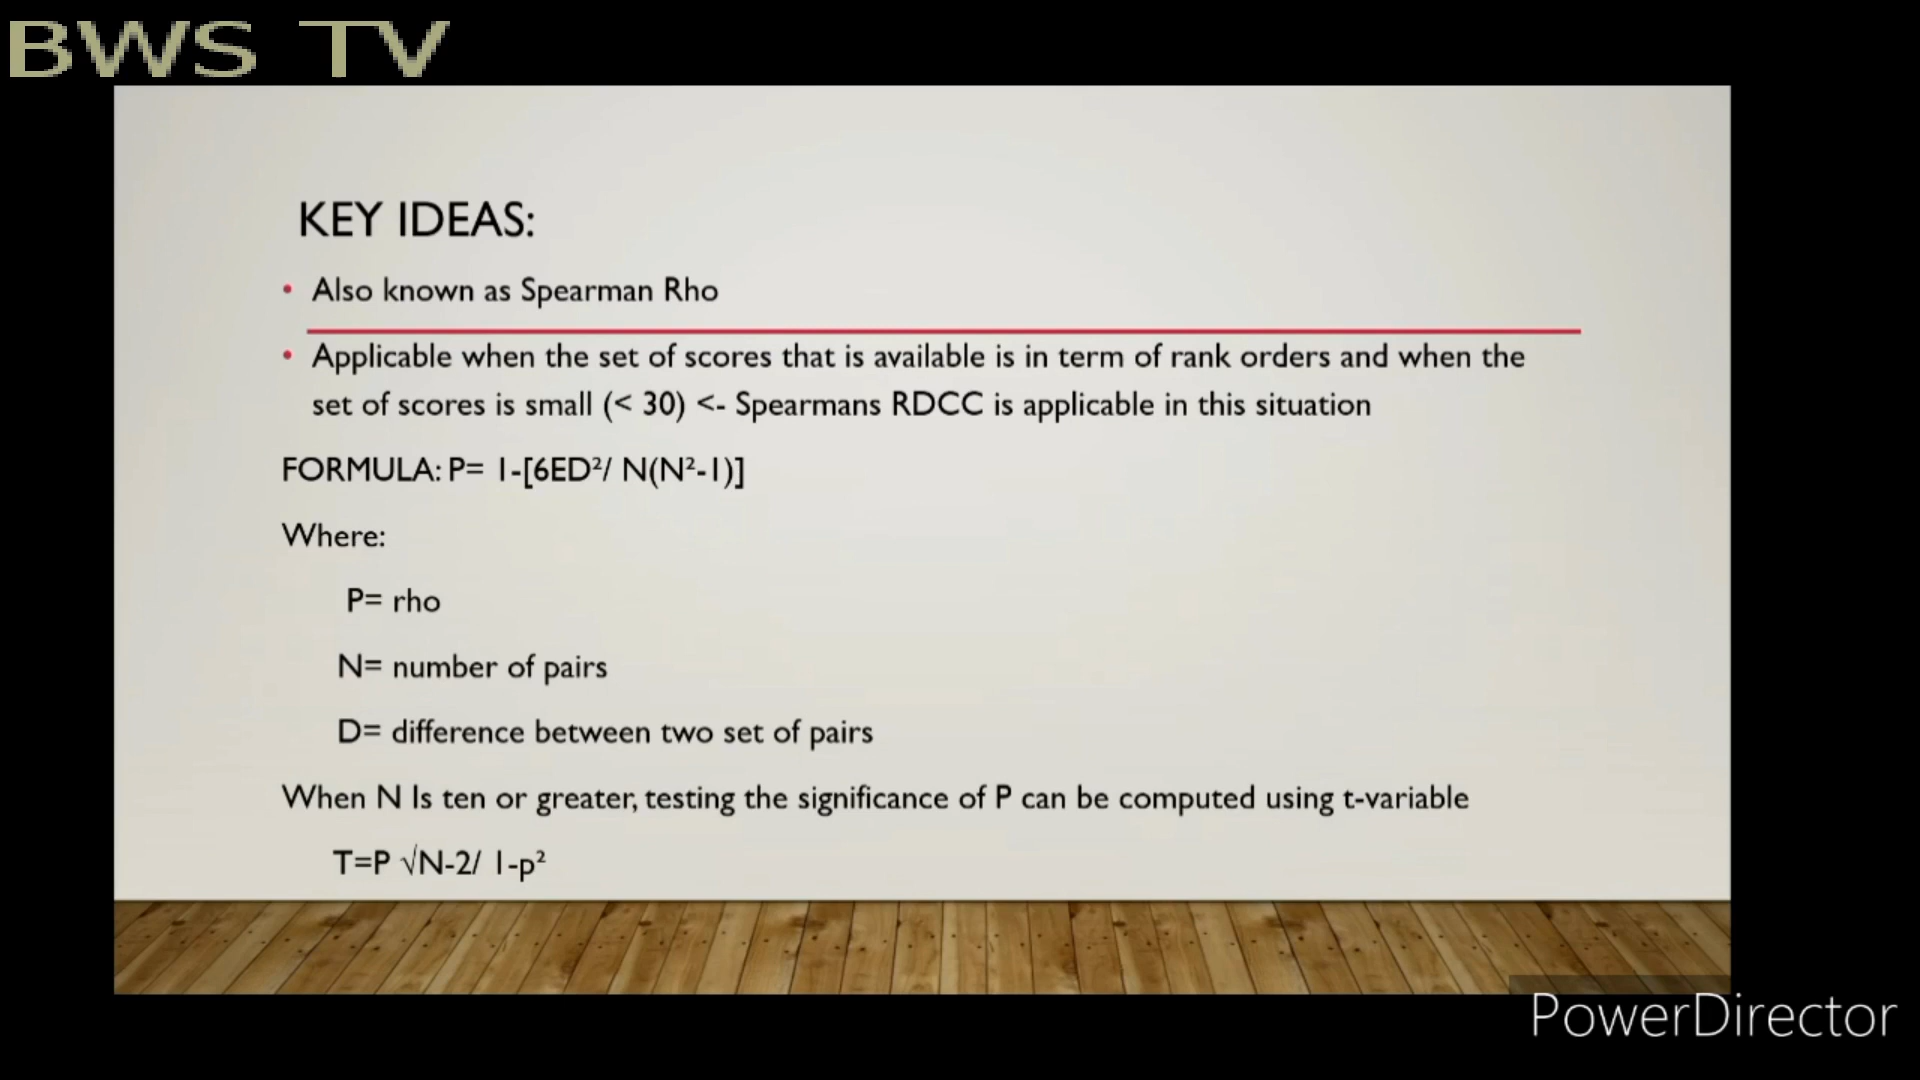 BWS TV
KEY IDEAS:
• Also known as Spearman Rho
• Applicable when the set of scores that is available is in term of rank orders and when the
set of scores is small (< 30) <- Spearmans RDCC is applicable in this situation
FORMULA: P= 1-[6ED²/ N(N²-1)]
Where:
P= rho
N= number of pairs
D= difference between two set of pairs
When N Is ten or greater, testing the significance of P can be computed using t-variable
T=P √N-2/ 1-p²
PowerDirector